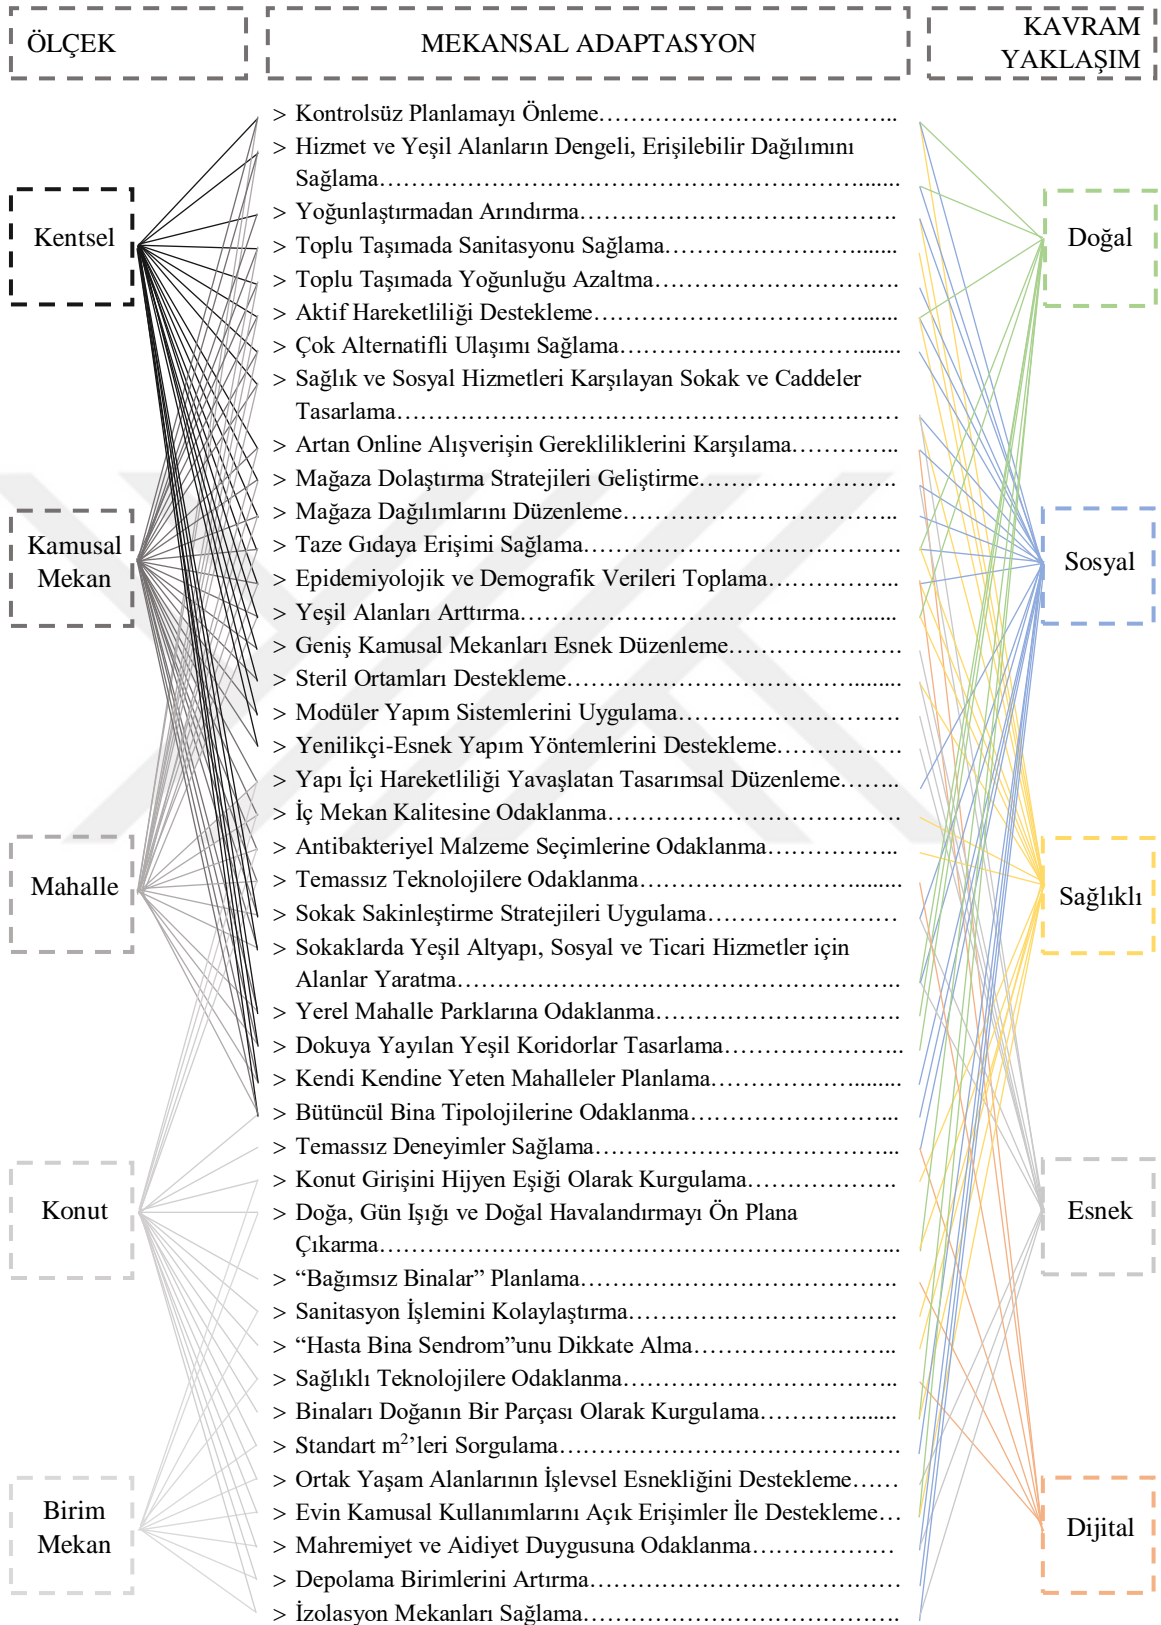 ÖLÇEK
MEKANSAL ADAPTASYON
KAVRAM
YAKLAŞIM
> Kontrolsüz Planlamayı Önleme………………………………..
> Hizmet ve Yeşil Alanların Dengeli, Erişilebilir Dağılımını
Sağlama…………………………………………………….......
> Yoğunlaştırmadan Arındırma………………………………….
> Toplu Taşımada Sanitasyonu Sağlama………………….........
> Toplu Taşımada Yoğunluğu Azaltma………………………….
> Aktif Hareketliliği Destekleme…………………………….......
> Çok Alternatifli Ulaşımı Sağlama………………………….......
> Sağlık ve Sosyal Hizmetleri Karşılayan Sokak ve Caddeler
Tasarlama………………………………………………………
> Artan Online Alışverişin Gerekliliklerini Karşılama…………..
> Mağaza Dolaştırma Stratejileri Geliştirme…………………….
> Mağaza Dağılımlarını Düzenleme……………………………...
> Taze Gıdaya Erişimi Sağlama………………………………….
> Epidemiyolojik ve Demografik Verileri Toplama……………..
> Yeşil Alanları Arttırma…………………………………….......
> Geniş Kamusal Mekanları Esnek Düzenleme………………….
> Steril Ortamları Destekleme………………………………........
> Modüler Yapım Sistemlerini Uygulama……………………….
> Yenilikçi-Esnek Yapım Yöntemlerini Destekleme…………….
> Yapı İçi Hareketliliği Yavaşlatan Tasarımsal Düzenleme……..
> İç Mekan Kalitesine Odaklanma……………………………….
> Antibakteriyel Malzeme Seçimlerine Odaklanma……………..
> Temassız Teknolojilere Odaklanma…………………….........
> Sokak Sakinleştirme Stratejileri Uygulama……………………
> Sokaklarda Yeşil Altyapı, Sosyal ve Ticari Hizmetler için
Alanlar Yaratma………………………………………………..
> Yerel Mahalle Parklarına Odaklanma………………………….
> Dokuya Yayılan Yeşil Koridorlar Tasarlama…………………..
> Kendi Kendine Yeten Mahalleler Planlama………………........
> Bütüncül Bina Tipolojilerine Odaklanma……………………...
> Temassız Deneyimler Sağlama………………………………...
> Konut Girişini Hijyen Eşiği Olarak Kurgulama……………….
> Doğa, Gün Işığı ve Doğal Havalandırmayı Ön Plana
Çıkarma………………………………………………………...
> “Bağımsız Binalar” Planlama………………………………….
> Sanitasyon İşlemini Kolaylaştırma…………………………….
> “Hasta Bina Sendrom”unu Dikkate Alma……………………..
> Sağlıklı Teknolojilere Odaklanma……………………………..
> Binaları Doğanın Bir Parçası Olarak Kurgulama………….......
> Standart m²’leri Sorgulama…………………………………….
> Ortak Yaşam Alanlarının İşlevsel Esnekliğini Destekleme……
> Evin Kamusal Kullanımlarını Açık Erişimler İle Destekleme…
> Mahremiyet ve Aidiyet Duygusuna Odaklanma………………
> Depolama Birimlerini Artırma…………………………………
> İzolasyon Mekanları Sağlama………………………………….
Kentsel
Kamusal
Mekan
Mahalle
Konut
Birim
Mekan
Doğal
Sosyal
Sağlıklı
Esnek
Dijital